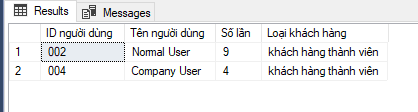 Results Messages
ID người dùng Tên người dùng Số lần Loại khách hàng
1 002 Normal User 9 khách hàng thành viên
2 004 Company User 4 khách hàng thành viên